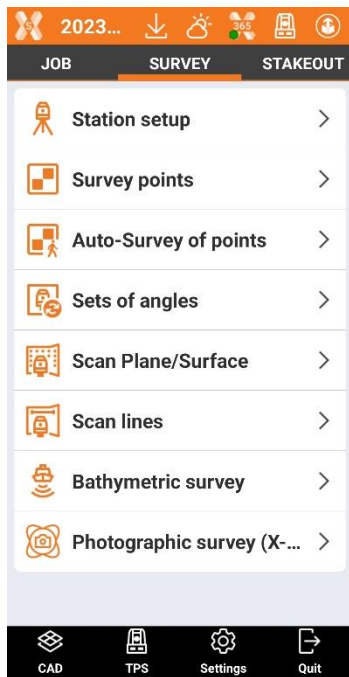 S 2023... 365
JOB SURVEY STAKEOUT
Station setup
Survey points
Auto-Survey of points
Sets of angles
Scan Plane/Surface
Scan lines
Bathymetric survey
Photographic survey (X-...
CAD TPS Settings Quit